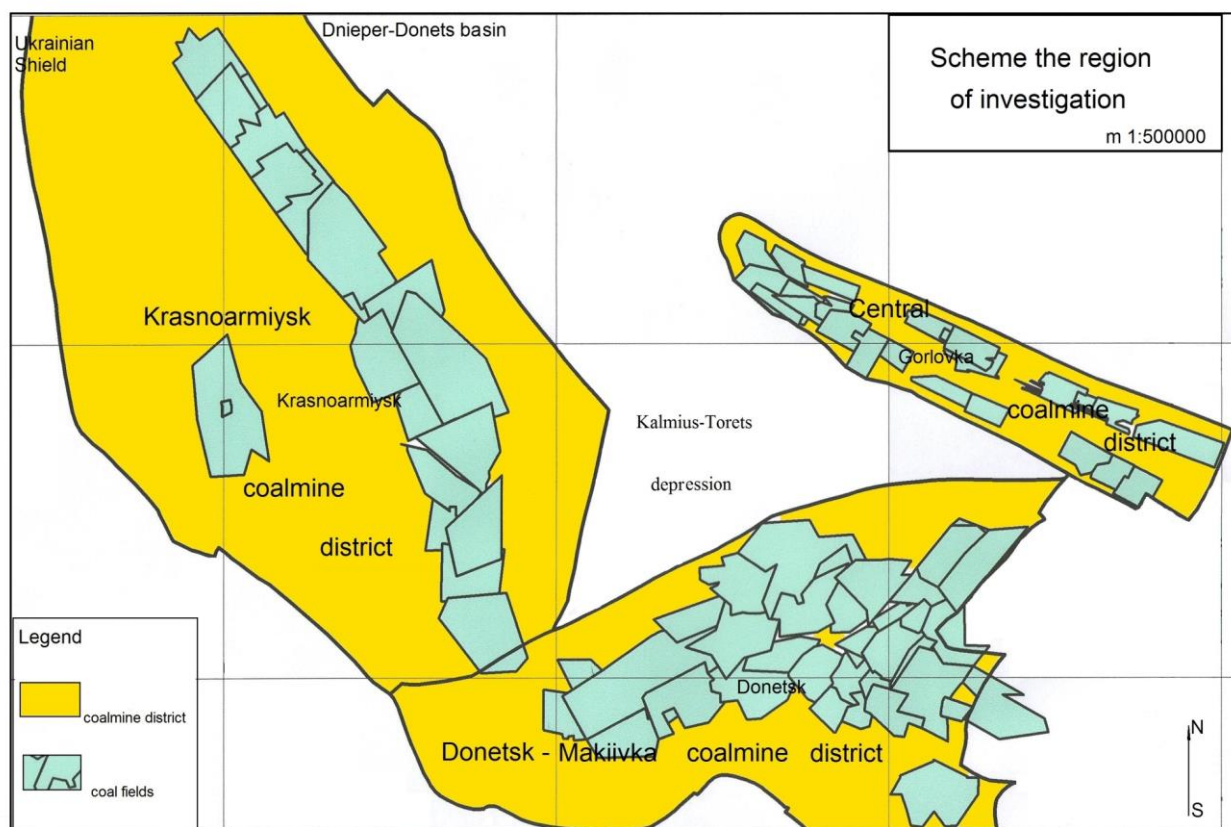 Dnieper-Donets basin
Ukrainian
Shield
Scheme the region
of investigation
m 1:500000
Krasnoarmiysk
Krasnoarmiysk
coalmine
district
Central
Gorlovka
coalmine
district
Kalmius-Torets
depression
Donetsk
Donetsk - Makiivka coalmine district
Legend
coalmine district
coal fields
N
S